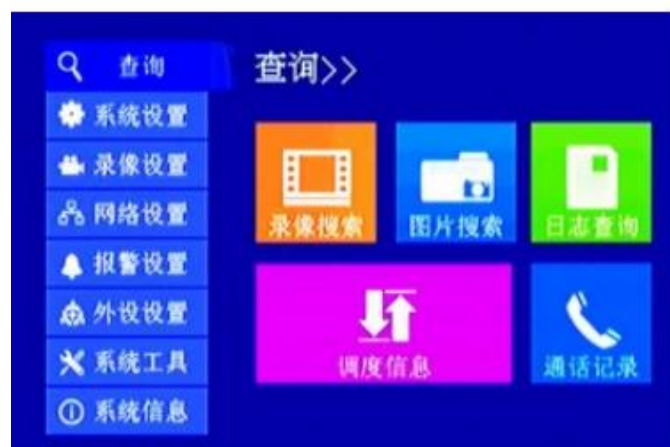 查询
系统设置
录像设置
网络设置
报警设置
外设设置
系统工具
系统信息
查询>>
录像搜索
图片搜索
日志查询
调度信息
通话记录